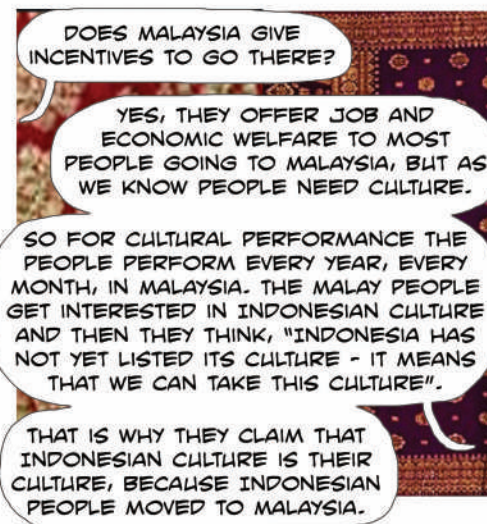 DOES MALAYSIA GIVE
INCENTIVES TO GO THERE?
YES, THEY OFFER JOB AND
ECONOMIC WELFARE TO MOST
PEOPLE GOING TO MALAYSIA, BUT AS
WE KNOW PEOPLE NEED CULTURE.
SO FOR CULTURAL PERFORMANCE THE
PEOPLE PERFORM EVERY YEAR, EVERY
MONTH, IN MALAYSIA. THE MALAY PEOPLE
GET INTERESTED IN INDONESIAN CULTURE
AND THEN THEY THINK, "INDONESIA HAS
NOT YET LISTED ITS CULTURE - IT MEANS
THAT WE CAN TAKE THIS CULTURE".
THAT IS WHY THEY CLAIM THAT
INDONESIAN CULTURE IS THEIR
CULTURE, BECAUSE INDONESIAN
PEOPLE MOVED TO MALAYSIA.